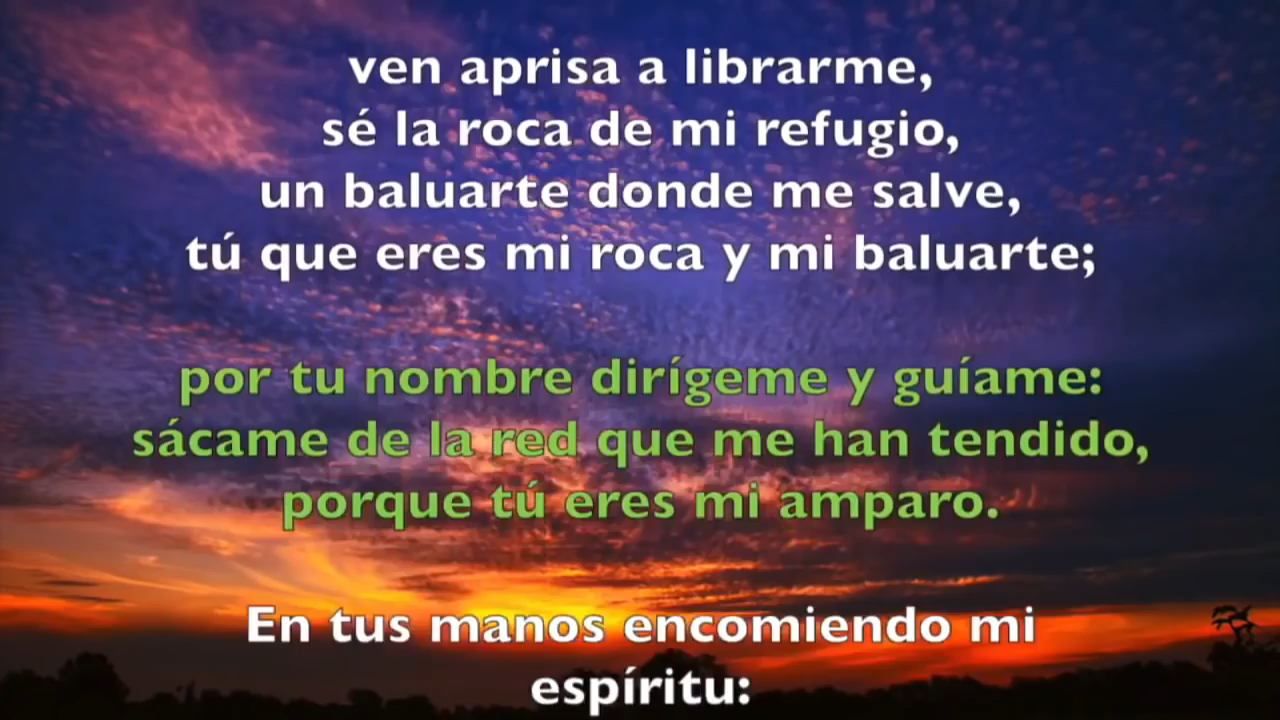 ven aprisa a librarme,
sé la roca de mi refugio,
un baluarte donde me salve,
tú que eres mi roca y mi baluarte;
por tu nombre dirígeme y guíame:
sácame de la red que me han tendido,
porque tú eres mi amparo.
En tus manos encomiendo mi
espíritu: